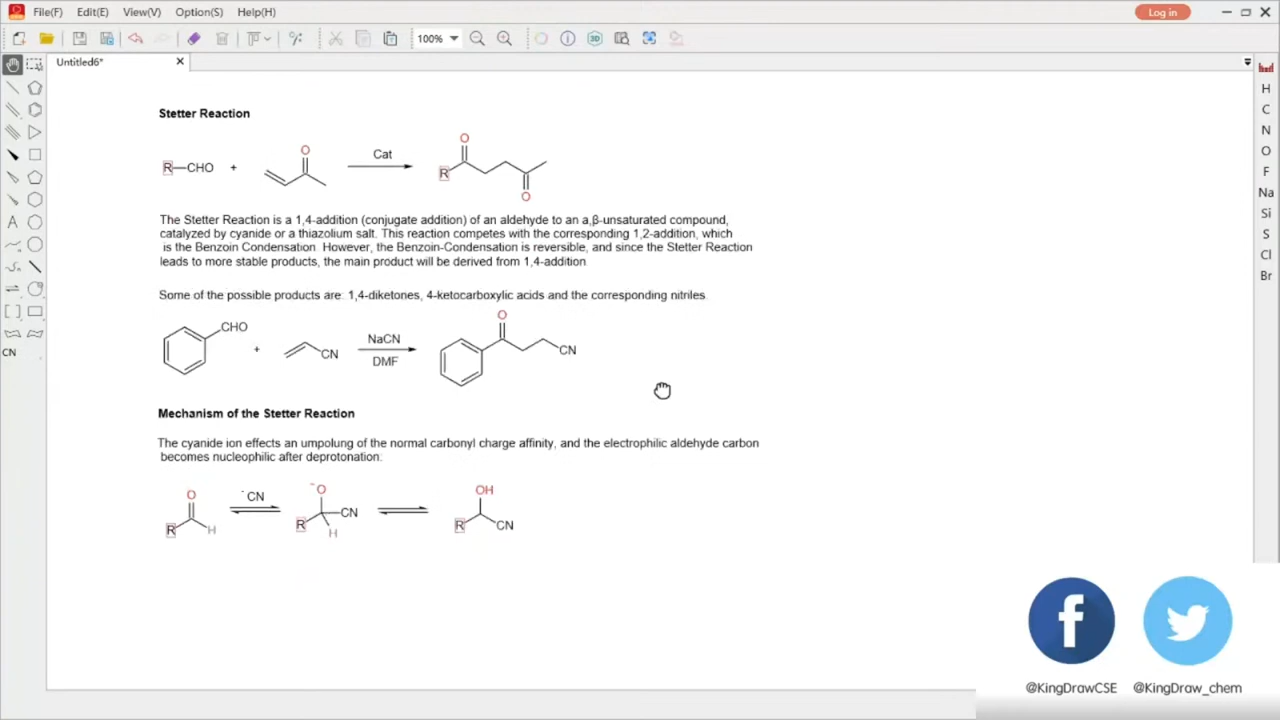 File(F) Edit(E) View(V) Option(S) Help(H) Log in
100%
Untitled6*
Stetter Reaction
O O
R—CHO + Cat R O
The Stetter Reaction is a 1,4-addition (conjugate addition) of an aldehyde to an a,β-unsaturated compound,
catalyzed by cyanide or a thiazolium salt. This reaction competes with the corresponding 1,2-addition, which
is the Benzoin Condensation. However, the Benzoin-Condensation is reversible, and since the Stetter Reaction
leads to more stable products, the main product will be derived from 1,4-addition
Some of the possible products are: 1,4-diketones, 4-ketocarboxylic acids and the corresponding nitriles.
CHO + CN NaCN DMF O CN
Mechanism of the Stetter Reaction
The cyanide ion effects an umpolung of the normal carbonyl charge affinity, and the electrophilic aldehyde carbon
becomes nucleophilic after deprotonation:
O -CN -O OH
R H R CN H R CN
A
CN
3D
H
C
N
O
F
Na
Si
S
Cl
Br
f
@KingDrawCSE @KingDraw_chem